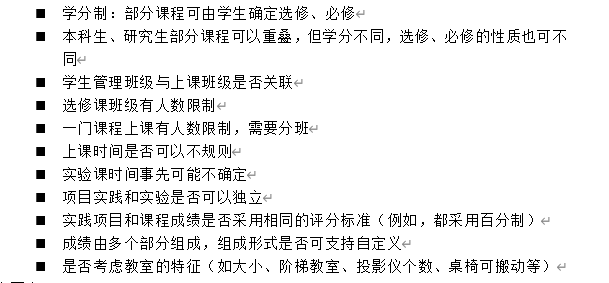 ■ 学分制：部分课程可由学生确定选修、必修
■ 本科生、研究生部分课程可以重叠，但学分不同，选修、必修的性质也可不
同
■ 学生管理班级与上课班级是否关联
■ 选修课班级有人数限制
■ 一门课程上课有人数限制，需要分班
■ 上课时间是否可以不规则
■ 实验课时间事先可能不确定
■ 项目实践和实验是否可以独立
■ 实践项目和课程成绩是否采用相同的评分标准（例如，都采用百分制）
■ 成绩由多个部分组成，组成形式是否可支持自定义
■ 是否考虑教室的特征（如大小、阶梯教室、投影仪个数、桌椅可搬动等）